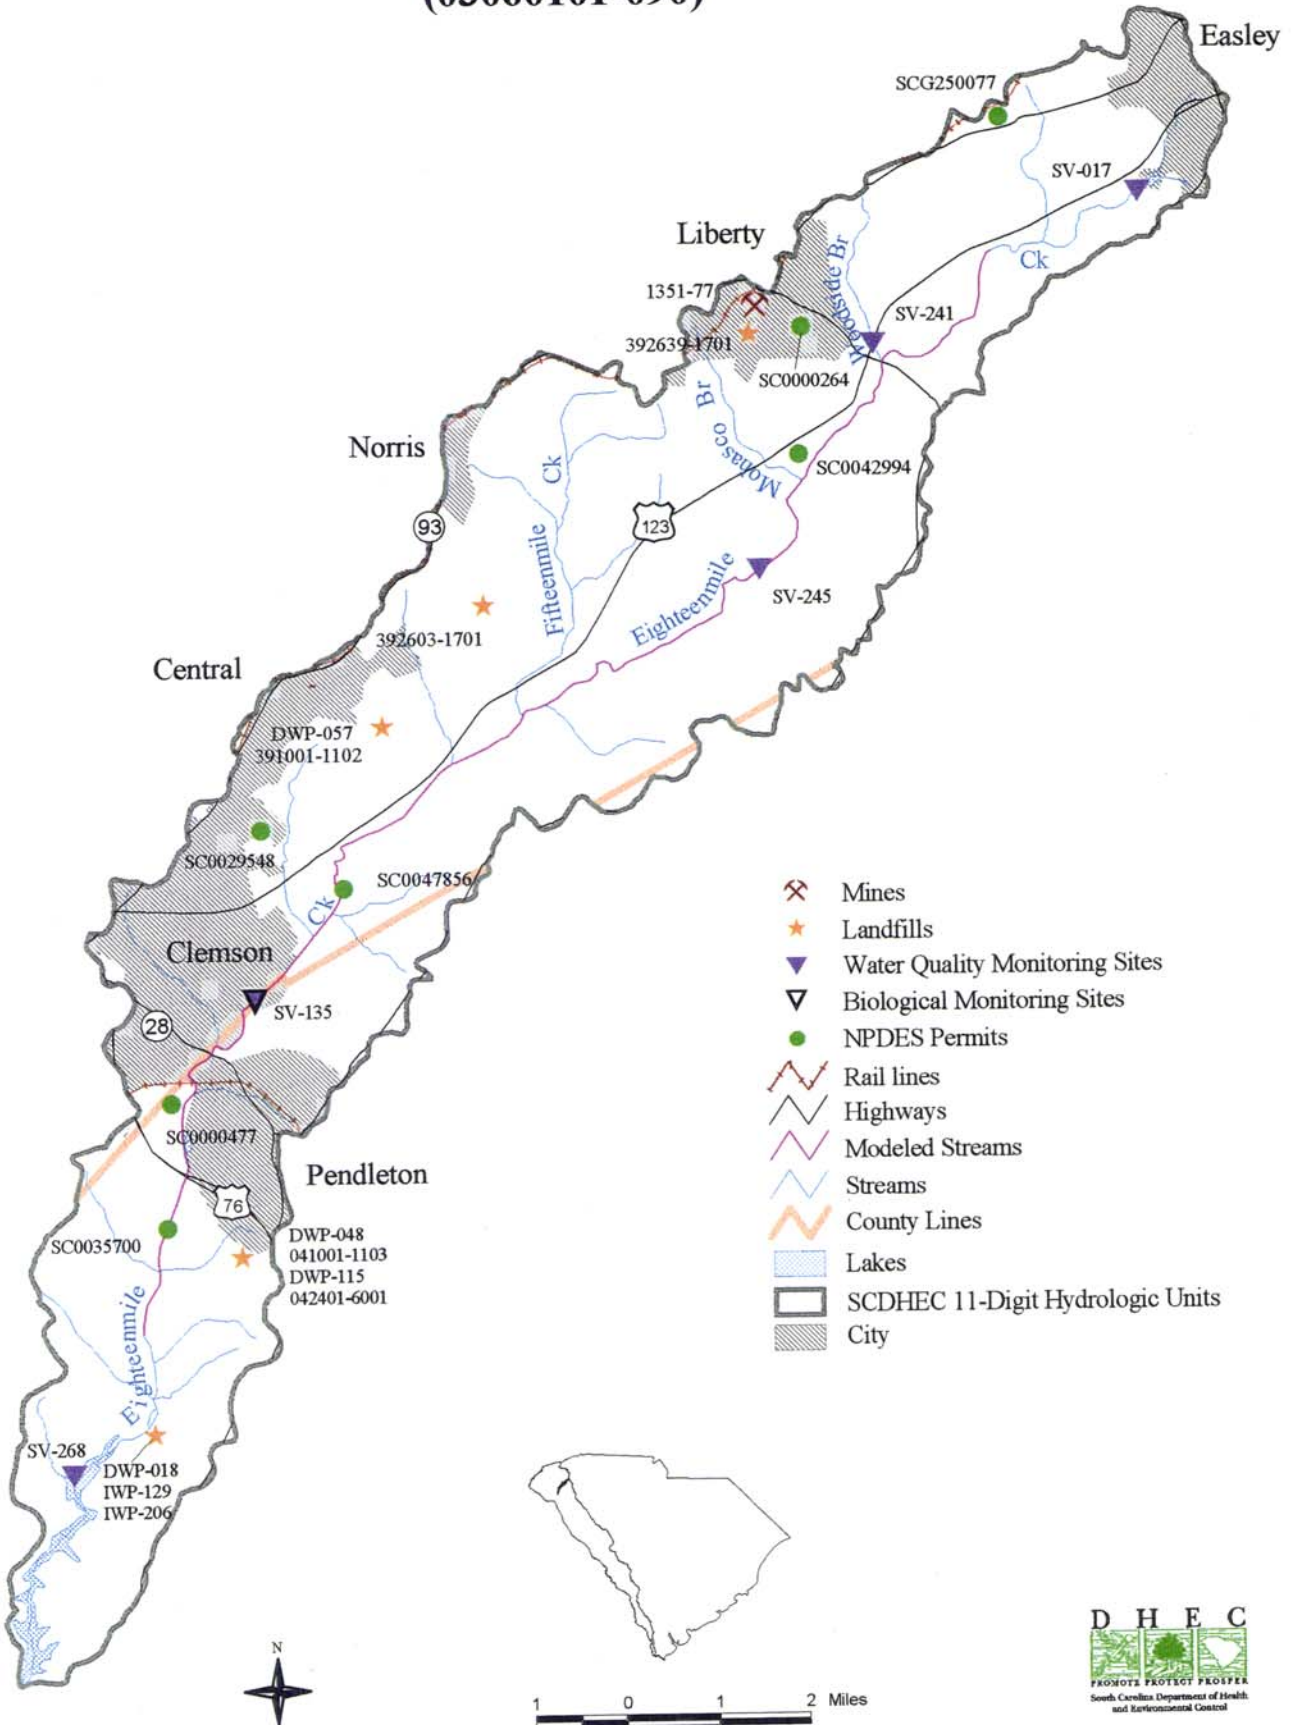 (03060101-090)
Easley
SCG250077
SV-017
Liberty
Woodside Br
Ck
1351-77
SV-241
392639-1701
SC0000264
Mobasco Br
Norris
Ck
SC0042994
93
123
Fifteenmile
Eighteenmile
SV-245
392603-1701
Central
DWP-057
391001-1102
SC0029548
SC0047856
Ck
Clemson
SV-135
28
SC0000477
Pendleton
76
SC0035700
DWP-048
041001-1103
DWP-115
042401-6001
Eighteenmile
SV-268
DWP-018
IWP-129
IWP-206
Mines
Landfills
Water Quality Monitoring Sites
Biological Monitoring Sites
NPDES Permits
Rail lines
Highways
Modeled Streams
Streams
County Lines
Lakes
SCDHEC 11-Digit Hydrologic Units
City
N
1 0 1 2 Miles
D H E C
PROMOTE PROTECT PROSPER
South Carolina Department of Health
and Environmental Control